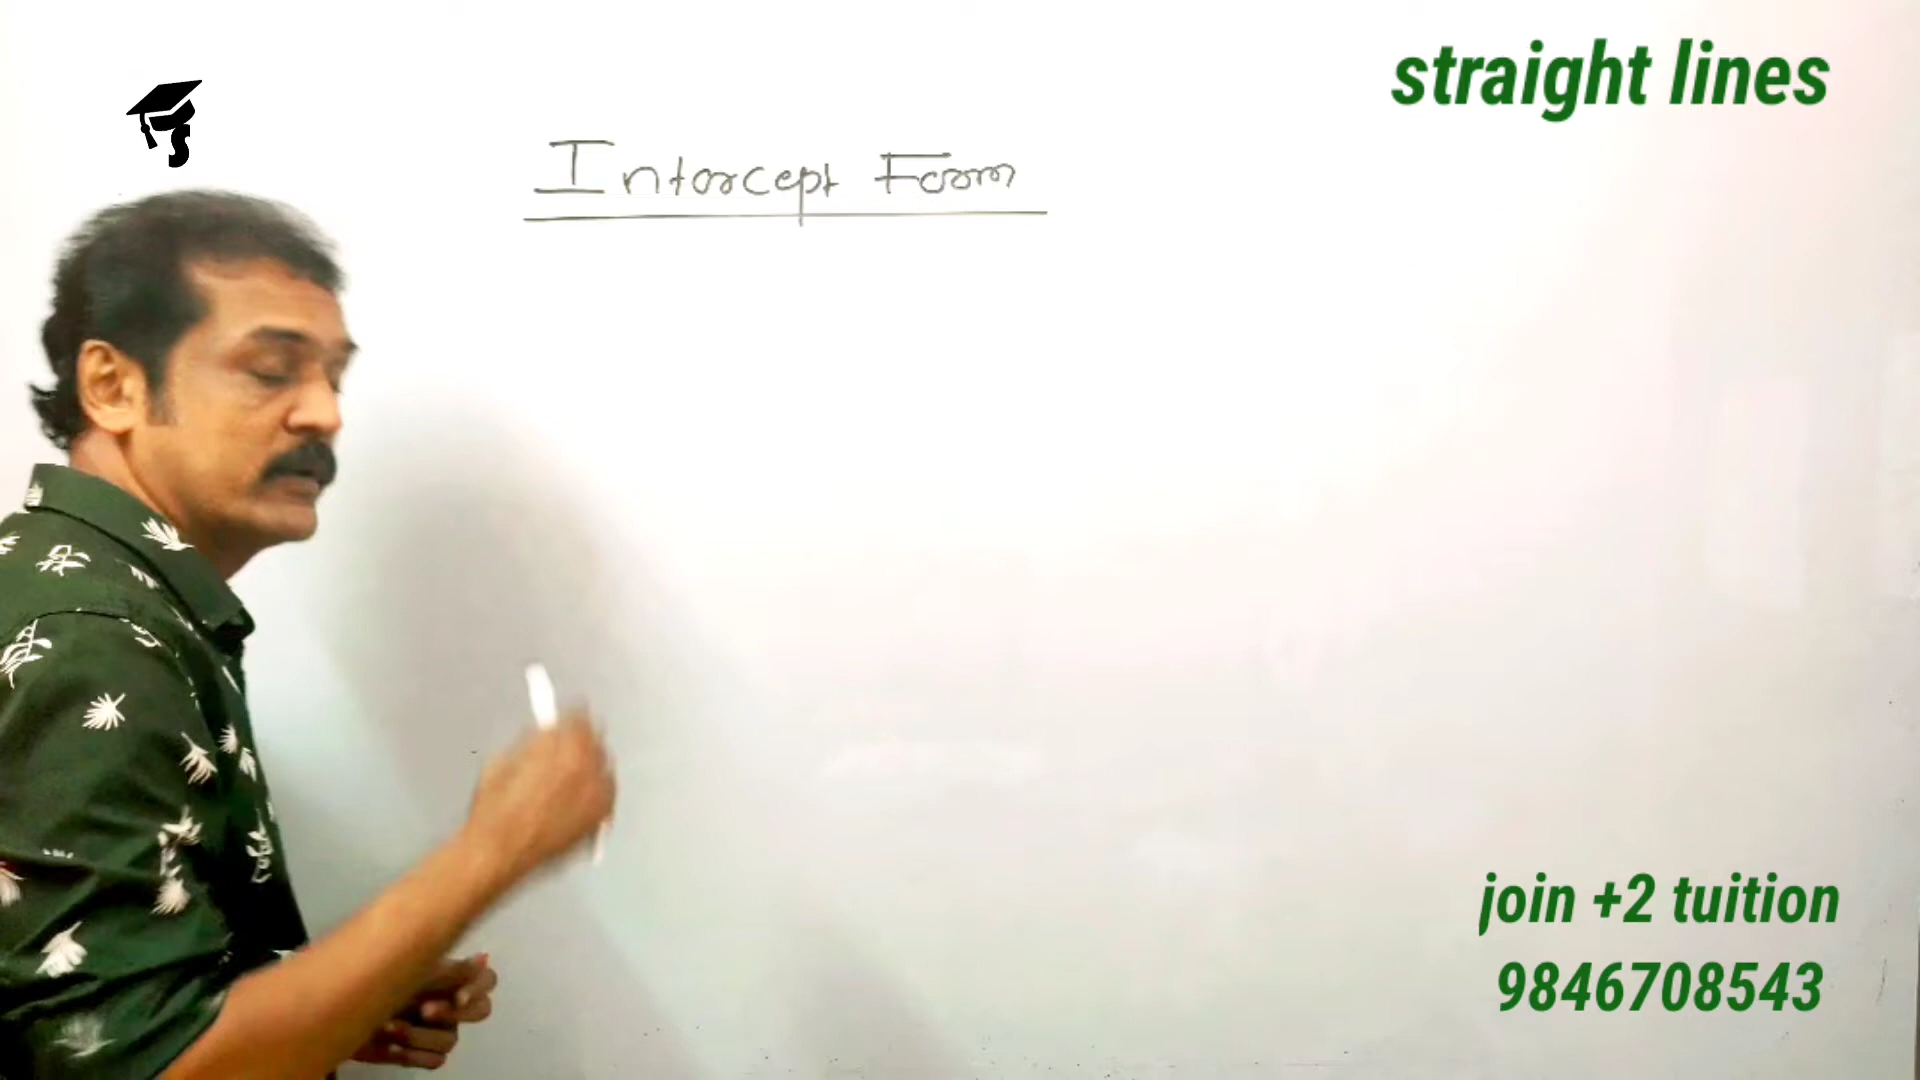 straight lines
Intercept Form
join +2 tuition
9846708543